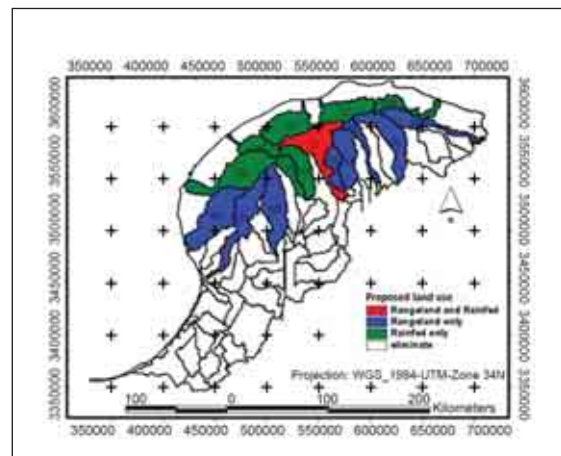 350000 400000 450000 500000 550000 600000 650000 700000
3600000 3550000 3500000 3450000 3400000 3350000
3600000 3550000 3500000 3450000 3400000 3350000
Proposed land use
Rangeland and Rainfed
Rangeland only
Rainfed only
eliminate
Projection: WGS_1984-UTM-Zone 34N
100 0 100 200
Kilometers
350000 400000 450000 500000 550000 600000 650000 700000